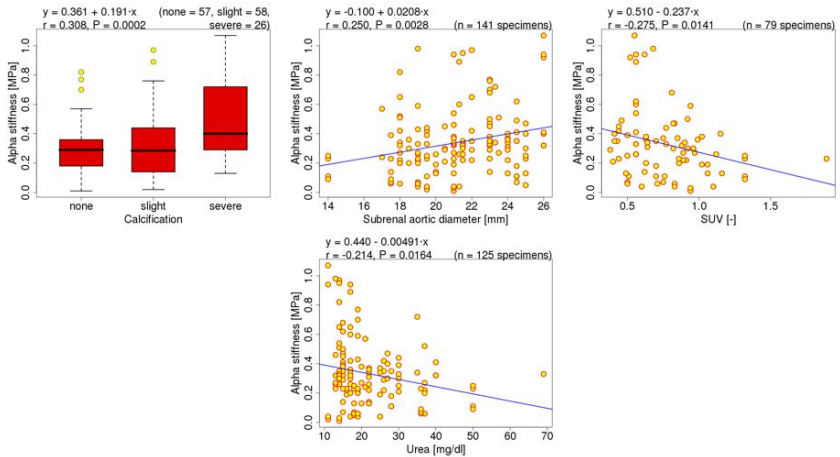 y = 0.361 + 0.191·x (none = 57, slight = 58,
r = 0.308, P = 0.0002 severe = 26)
Alpha stiffness [MPa]
0.0 0.2 0.4 0.6 0.8 1.0
none slight severe
Calcification
y = -0.100 + 0.0208·x
r = 0.250, P = 0.0028 (n = 141 specimens)
Alpha stiffness [MPa]
0.0 0.2 0.4 0.6 0.8 1.0
14 16 18 20 22 24 26
Subrenal aortic diameter [mm]
y = 0.510 - 0.237·x
r = -0.275, P = 0.0141 (n = 79 specimens)
Alpha stiffness [MPa]
0.0 0.2 0.4 0.6 0.8 1.0
0.5 1.0 1.5
SUV [-]
y = 0.440 - 0.00491·x
r = -0.214, P = 0.0164 (n = 125 specimens)
Alpha stiffness [MPa]
0.0 0.2 0.4 0.6 0.8 1.0
10 20 30 40 50 60 70
Urea [mg/dl]